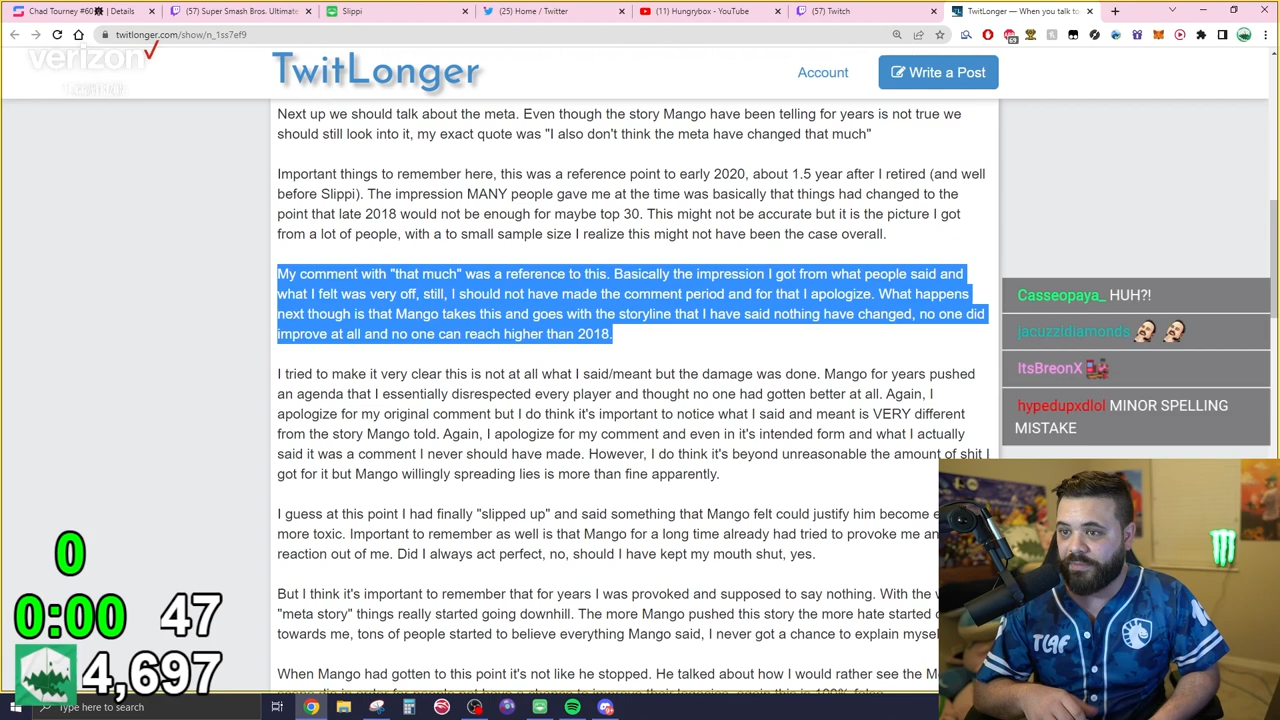 Chad Tourney #60 | Details
(57) Super Smash Bros. Ultimate
Slippi
(25) Home / Twitter
(11) Hungrybox - YouTube
(57) Twitch
TwitLonger — When you talk to
twitlonger.com/show/n_1ss7ef9
69
verizon
TwitLonger
Account
Write a Post
Next up we should talk about the meta. Even though the story Mango have been telling for years is not true we
should still look into it, my exact quote was "I also don't think the meta have changed that much"
Important things to remember here, this was a reference point to early 2020, about 1.5 year after I retired (and well
before Slippi). The impression MANY people gave me at the time was basically that things had changed to the
point that late 2018 would not be enough for maybe top 30. This might not be accurate but it is the picture I got
from a lot of people, with a to small sample size I realize this might not have been the case overall.
My comment with "that much" was a reference to this. Basically the impression I got from what people said and
what I felt was very off, still, I should not have made the comment period and for that I apologize. What happens
next though is that Mango takes this and goes with the storyline that I have said nothing have changed, no one did
improve at all and no one can reach higher than 2018.
I tried to make it very clear this is not at all what I said/meant but the damage was done. Mango for years pushed
an agenda that I essentially disrespected every player and thought no one had gotten better at all. Again, I
apologize for my original comment but I do think it's important to notice what I said and meant is VERY different
from the story Mango told. Again, I apologize for my comment and even in it's intended form and what I actually
said it was a comment I never should have made. However, I do think it's beyond unreasonable the amount of shit I
got for it but Mango willingly spreading lies is more than fine apparently.
I guess at this point I had finally "slipped up" and said something that Mango felt could justify him become
more toxic. Important to remember as well is that Mango for a long time already had tried to provoke me
reaction out of me. Did I always act perfect, no, should I have kept my mouth shut, yes.
But I think it's important to remember that for years I was provoked and supposed to say nothing. With the
"meta story" things really started going downhill. The more Mango pushed this story the more hate started
towards me, tons of people started to believe everything Mango said, I never got a chance to explain
When Mango had gotten to this point it's not like he stopped. He talked about how I would rather see the
Casseopaya_ HUH?!
jacuzzidiamonds
ItsBreonX
hypedupxdlol MINOR SPELLING
MISTAKE
0
0:00 47
4,697
TLAF
Type here to search